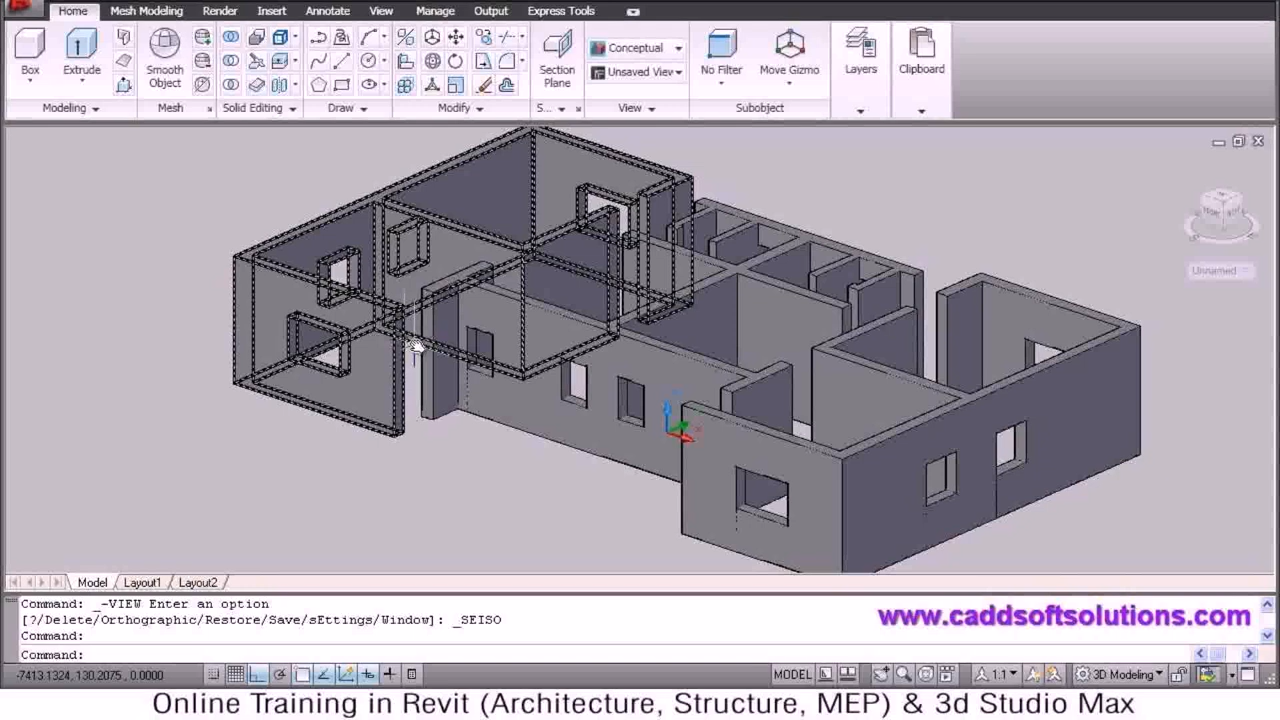 Home Mesh Modeling Render Insert Annotate View Manage Output Express Tools
Box Extrude Smooth Object Section Plane Conceptual Unsaved View No Filter Move Gizmo Layers Clipboard
Modeling Mesh Solid Editing Draw Modify S... View Subobject
Unnamed
Model Layout1 Layout2
Command: _-VIEW Enter an option
[?/Delete/Orthographic/Restore/Save/sEttings/Window]: _SEISO
Command:
Command:
www.caddsoftsolutions.com
-7413.1324, 130.2075, 0.0000 MODEL 1:1 3D Modeling
Online Training in Revit (Architecture, Structure, MEP) & 3d Studio Max